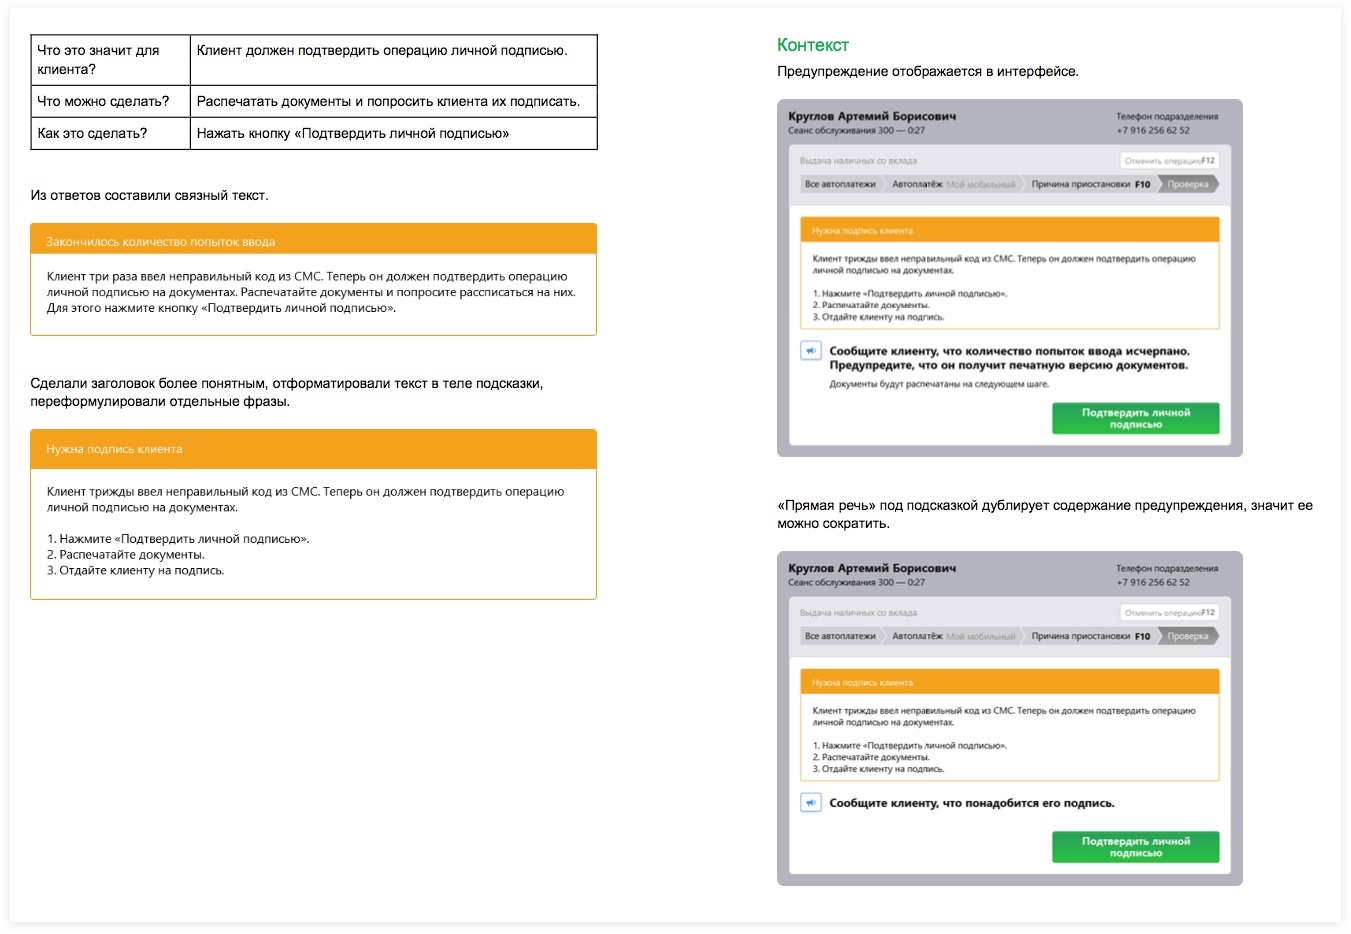 Что это значит для
клиента?
Клиент должен подтвердить операцию личной подписью.
Что можно сделать?
Распечатать документы и попросить клиента их подписать.
Как это сделать?
Нажать кнопку «Подтвердить личной подписью»
Из ответов составили связный текст.
Закончилось количество попыток ввода
Клиент три раза ввел неправильный код из СМС. Теперь он должен подтвердить операцию
личной подписью на документах. Распечатайте документы и попросите рассписаться на них.
Для этого нажмите кнопку «Подтвердить личной подписью».
Сделали заголовок более понятным, отформатировали текст в теле подсказки,
переформулировали отдельные фразы.
Нужна подпись клиента
Клиент трижды ввел неправильный код из СМС. Теперь он должен подтвердить операцию
личной подписью на документах.
1. Нажмите «Подтвердить личной подписью».
2. Распечатайте документы.
3. Отдайте клиенту на подпись.
Контекст
Предупреждение отображается в интерфейсе.
Круглов Артемий Борисович
Сеанс обслуживания 300 — 0:27
Телефон подразделения
+7 916 256 62 52
Выдача наличных со вклада
Отменить операциюF12
Все автоплатежи
Автоплатёж Мой мобильный
Причина приостановки F10
Проверка
Нужна подпись клиента
Клиент трижды ввел неправильный код из СМС. Теперь он должен подтвердить операцию
личной подписью на документах.
1. Нажмите «Подтвердить личной подписью».
2. Распечатайте документы.
3. Отдайте клиенту на подпись.
Сообщите клиенту, что количество попыток ввода исчерпано.
Предупредите, что он получит печатную версию документов.
Документы будут распечатаны на следующем шаге.
Подтвердить личной
подписью
«Прямая речь» под подсказкой дублирует содержание предупреждения, значит ее
можно сократить.
Круглов Артемий Борисович
Сеанс обслуживания 300 — 0:27
Телефон подразделения
+7 916 256 62 52
Выдача наличных со вклада
Отменить операциюF12
Все автоплатежи
Автоплатёж Мой мобильный
Причина приостановки F10
Проверка
Нужна подпись клиента
Клиент трижды ввел неправильный код из СМС. Теперь он должен подтвердить операцию
личной подписью на документах.
1. Нажмите «Подтвердить личной подписью».
2. Распечатайте документы.
3. Отдайте клиенту на подпись.
Сообщите клиенту, что понадобится его подпись.
Подтвердить личной
подписью